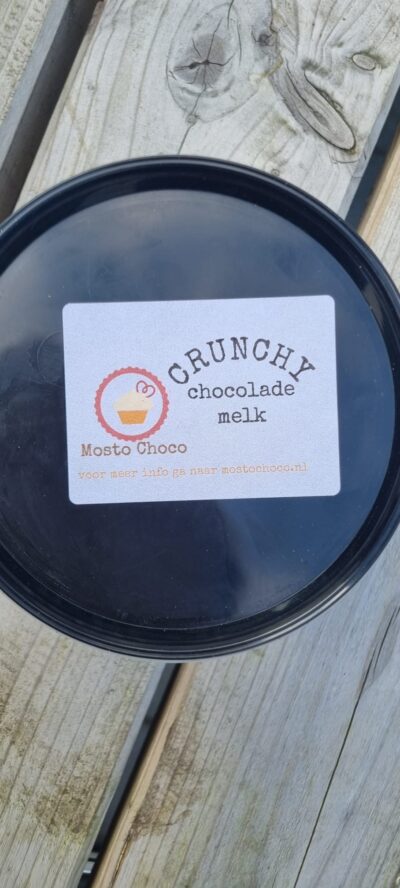 CRUNCHY
chocolade
melk
Mosto Choco
voor meer info ga naar mostochoco.nl